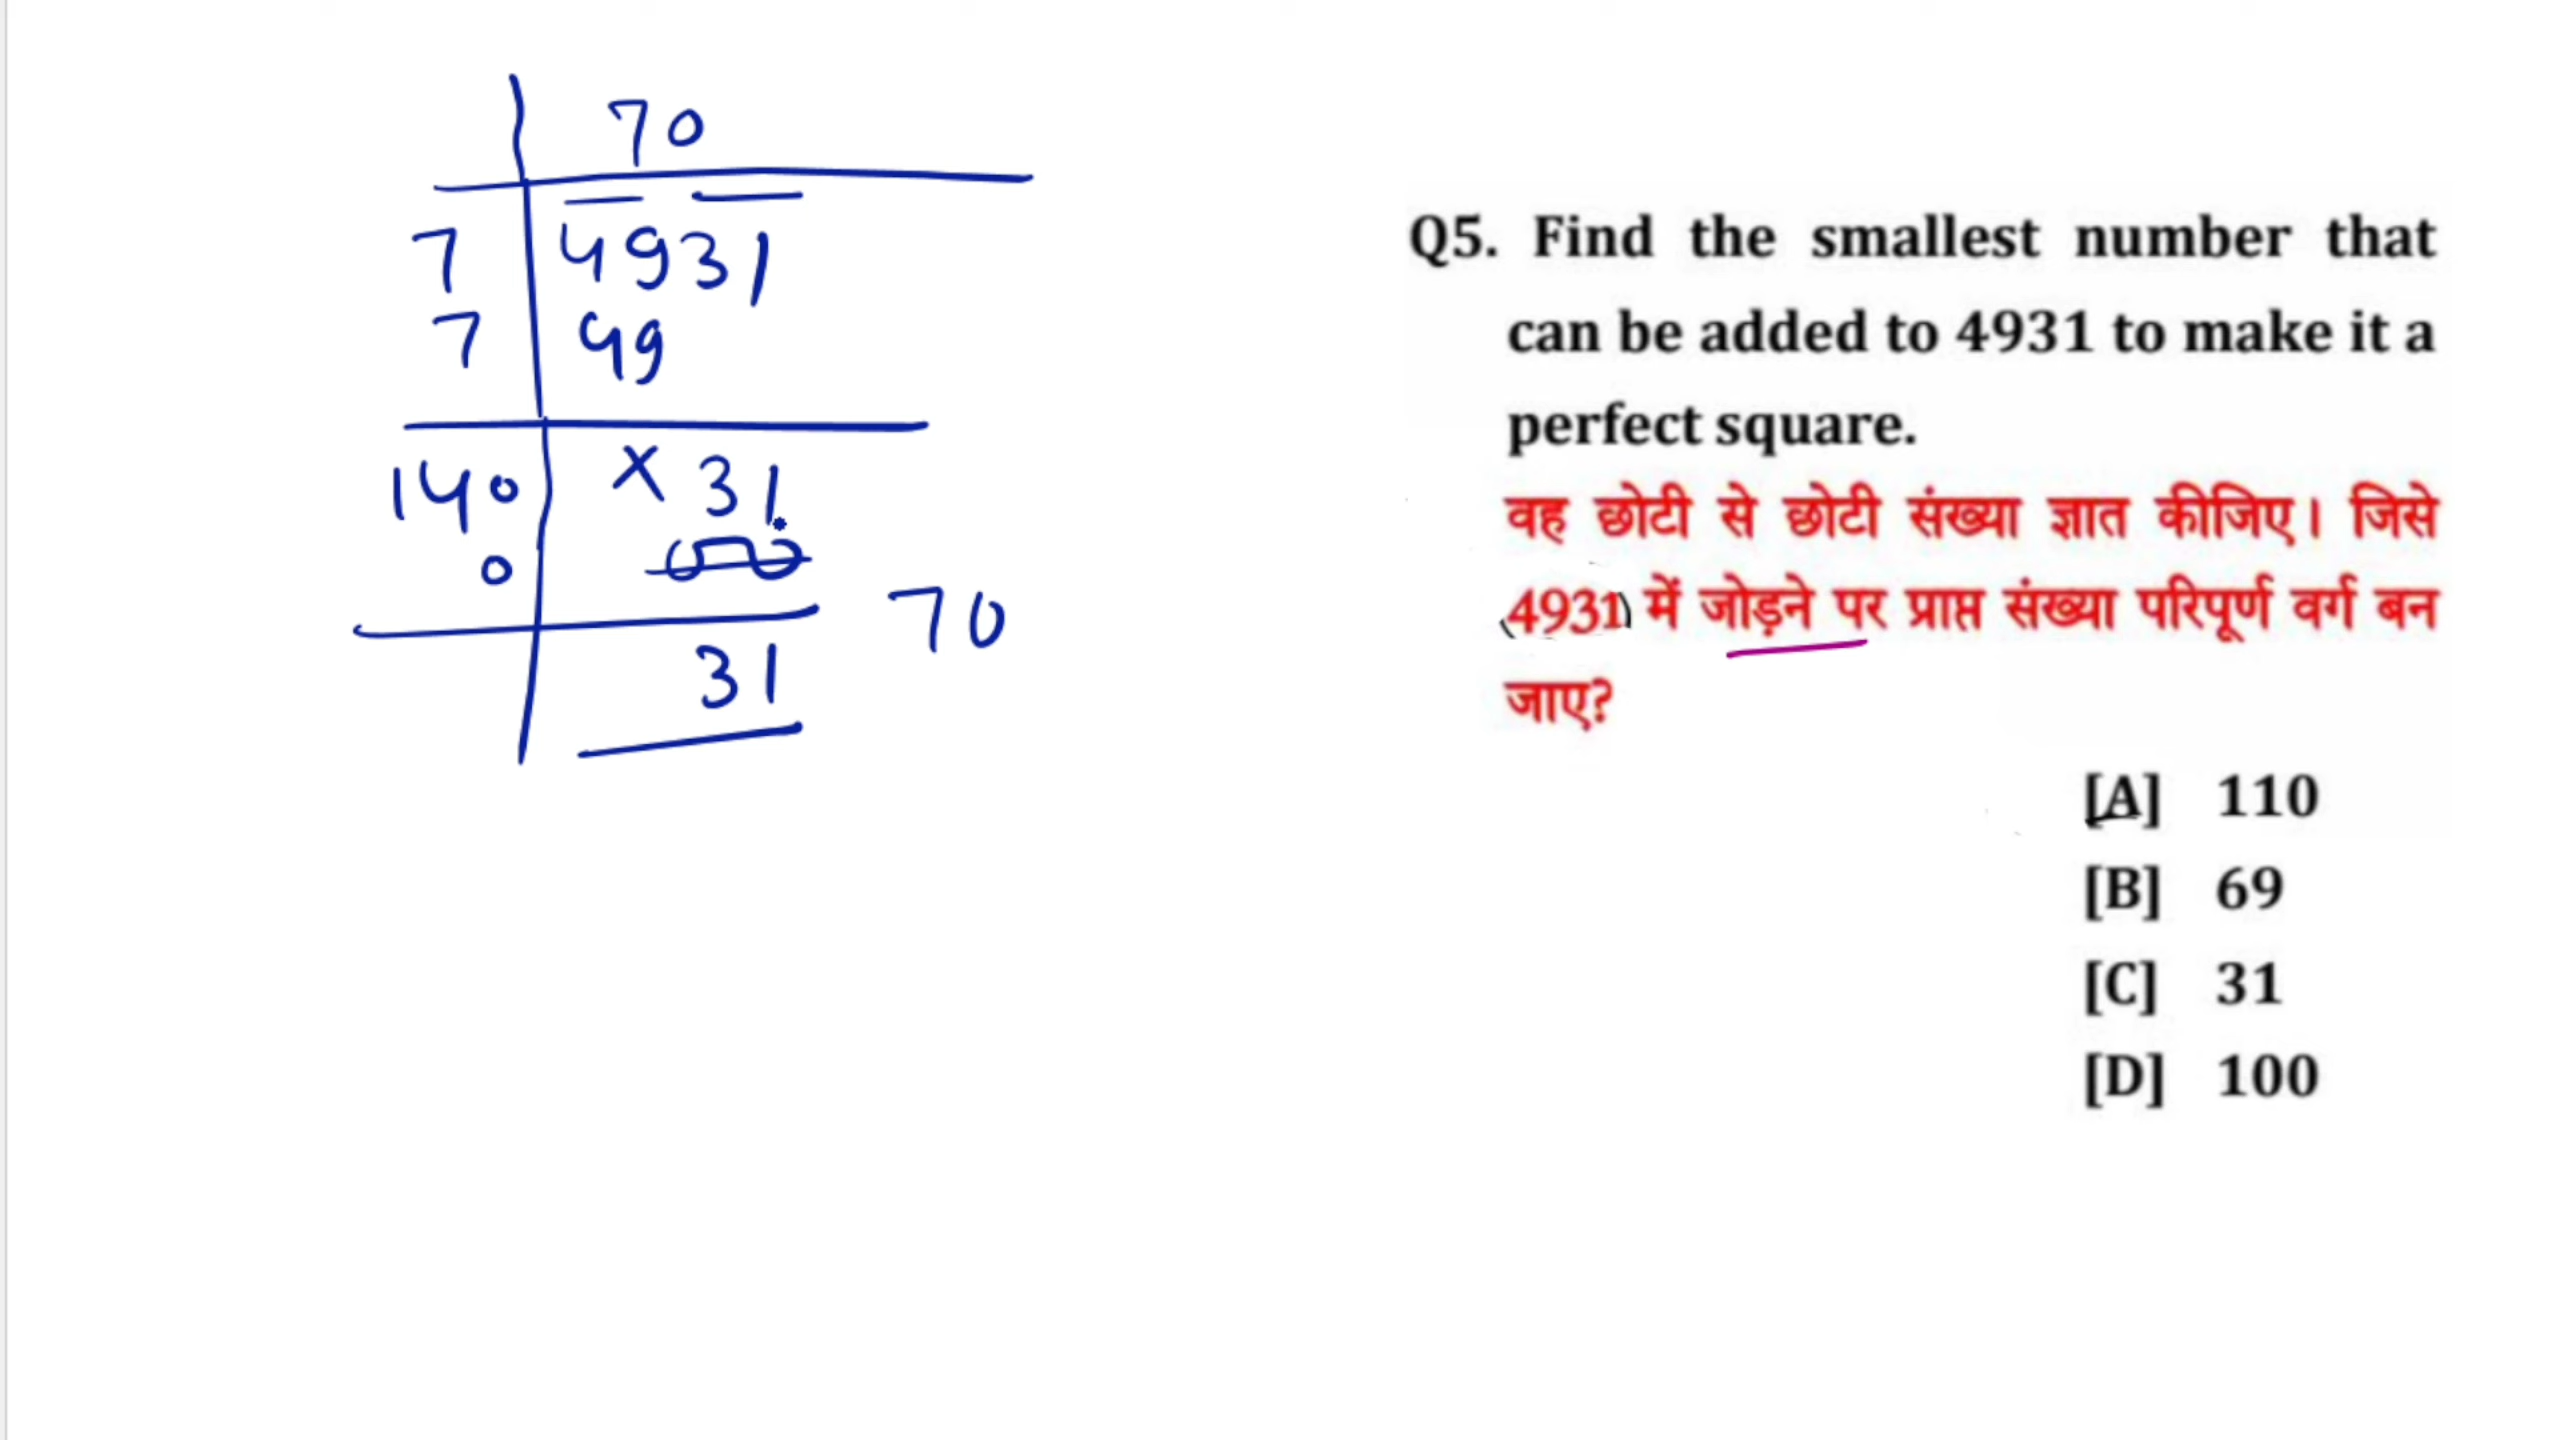 70
7 4931
7 49
140 × 31
0 00
31 70
Q5. Find the smallest number that
can be added to 4931 to make it a
perfect square.
वह छोटी से छोटी संख्या ज्ञात कीजिए। जिसे
4931 में जोड़ने पर प्राप्त संख्या परिपूर्ण वर्ग बन
जाए?
[A] 110
[B] 69
[C] 31
[D] 100